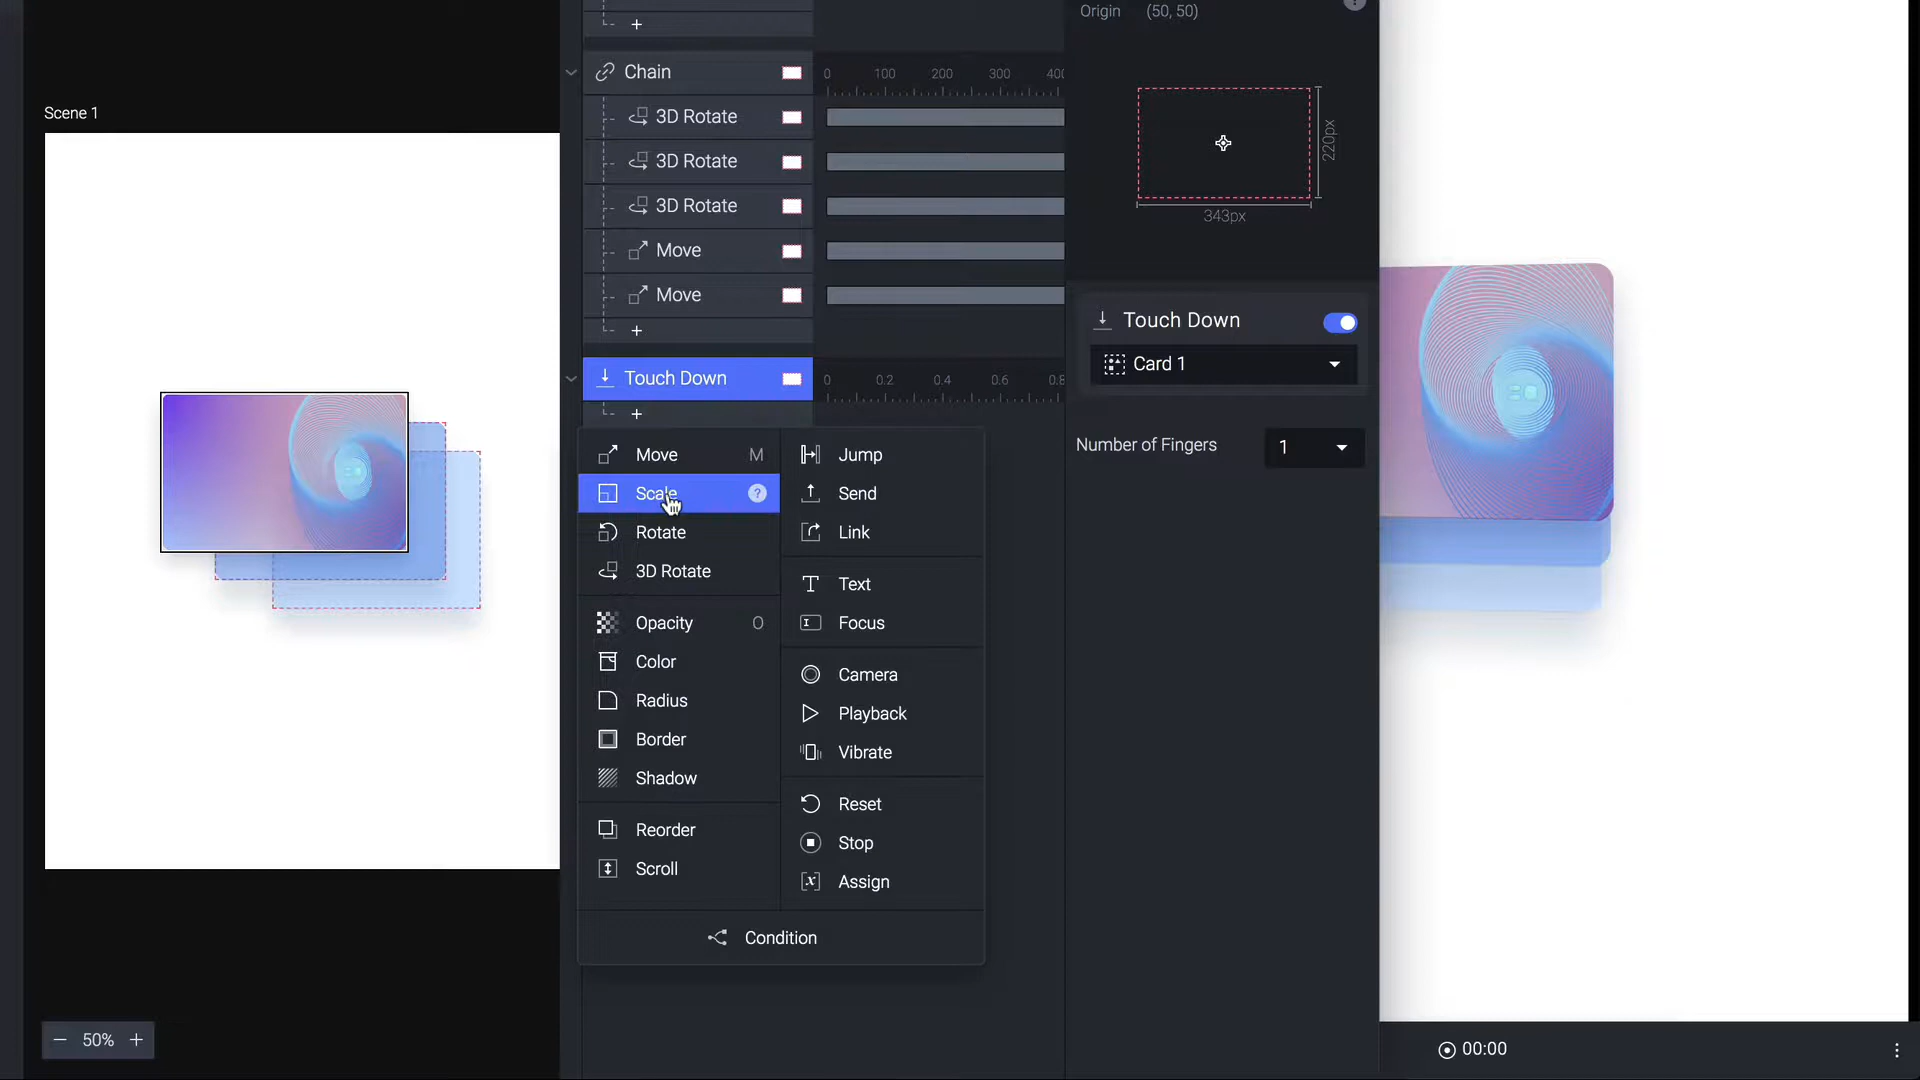 Scene 1
50%
Chain
0 100 200 300 400
3D Rotate
3D Rotate
3D Rotate
Move
Move
Touch Down
0 0.2 0.4 0.6 0.8
Move M
Scale ?
Rotate
3D Rotate
Opacity O
Color
Radius
Border
Shadow
Reorder
Scroll
Jump
Send
Link
Text
Focus
Camera
Playback
Vibrate
Reset
Stop
Assign
Condition
Origin (50, 50)
220px
343px
Touch Down
Card 1
Number of Fingers 1
00:00